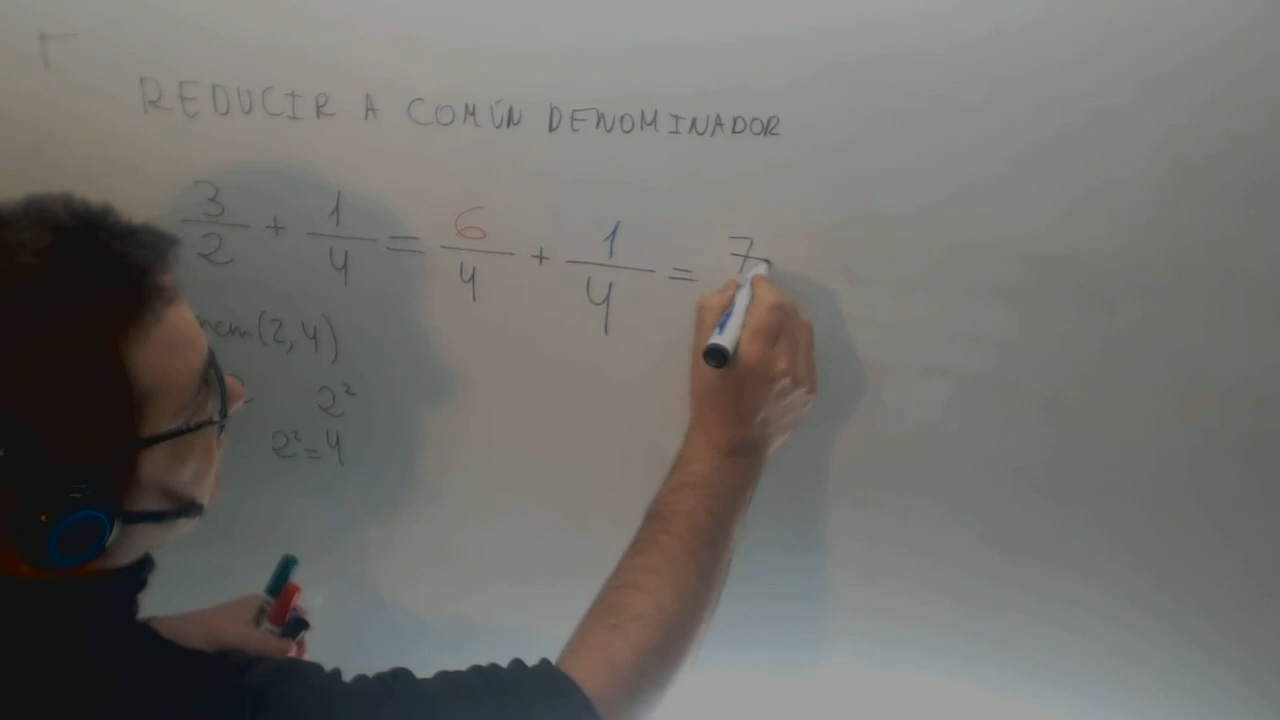 REDUCIR A COMÚN DENOMINADOR
3/2 + 1/4 = 6/4 + 1/4 = 7
mcm(2,4)
2²
2²=4